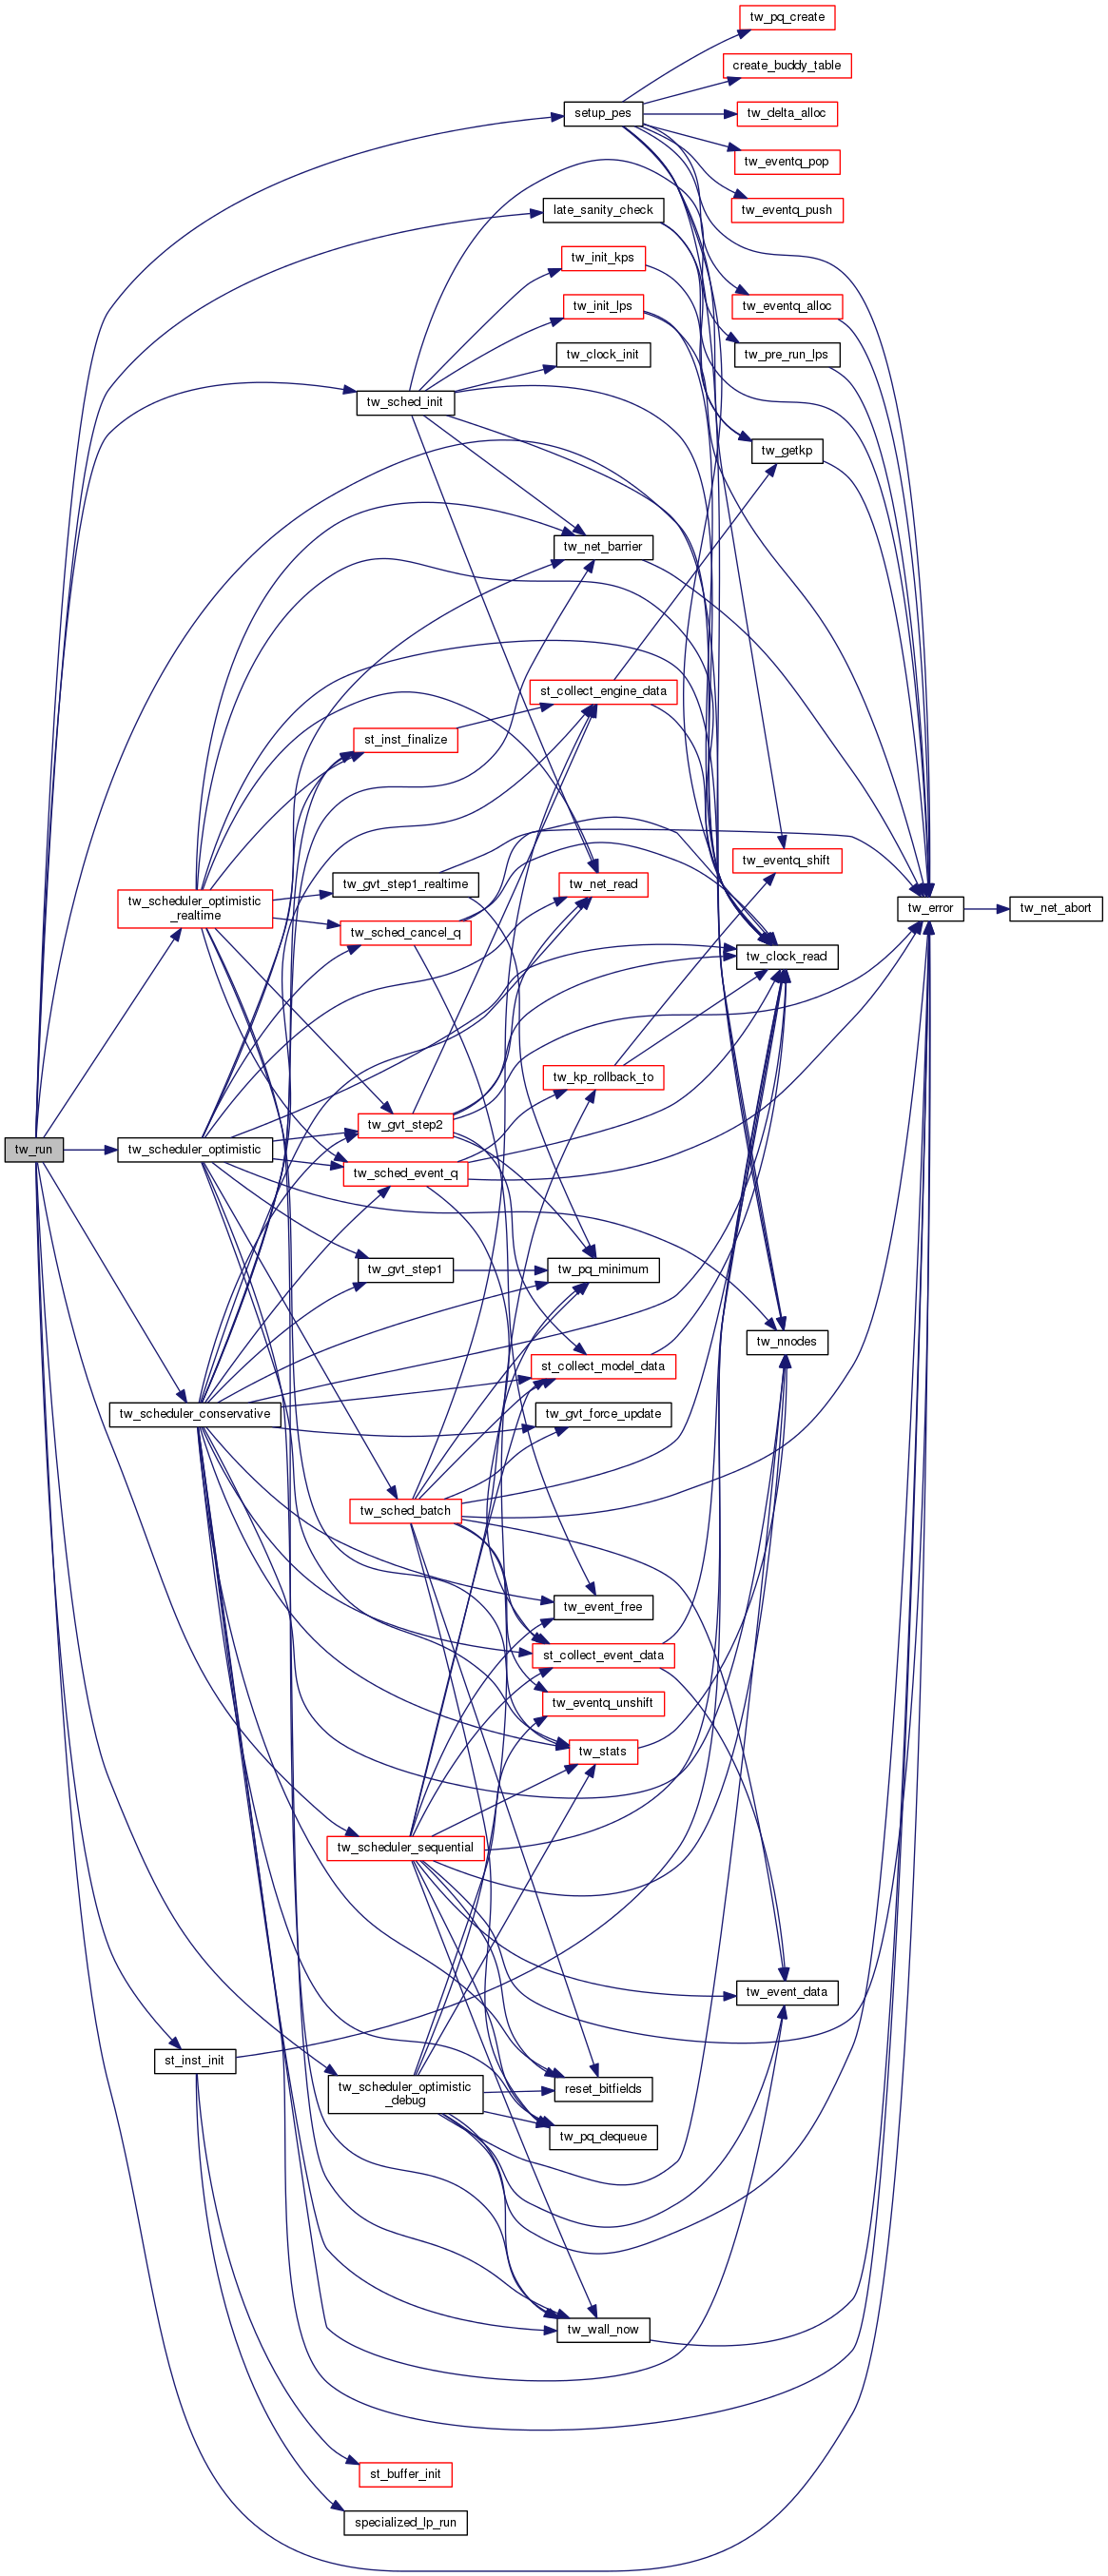 tw_pq_create
create_buddy_table
setup_pes
tw_delta_alloc
tw_eventq_pop
late_sanity_check
tw_eventq_push
tw_init_kps
tw_init_lps
tw_eventq_alloc
tw_clock_init
tw_pre_run_lps
tw_sched_init
tw_getkp
tw_net_barrier
st_collect_engine_data
st_inst_finalize
tw_eventq_shift
tw_gvt_step1_realtime
tw_net_read
tw_scheduler_optimistic
_realtime
tw_error
tw_net_abort
tw_sched_cancel_q
tw_clock_read
tw_kp_rollback_to
tw_gvt_step2
tw_run
tw_scheduler_optimistic
tw_sched_event_q
tw_gvt_step1
tw_pq_minimum
tw_nnodes
st_collect_model_data
tw_scheduler_conservative
tw_gvt_force_update
tw_sched_batch
tw_event_free
st_collect_event_data
tw_eventq_unshift
tw_stats
tw_scheduler_sequential
tw_event_data
st_inst_init
tw_scheduler_optimistic
_debug
reset_bitfields
tw_pq_dequeue
tw_wall_now
st_buffer_init
specialized_lp_run